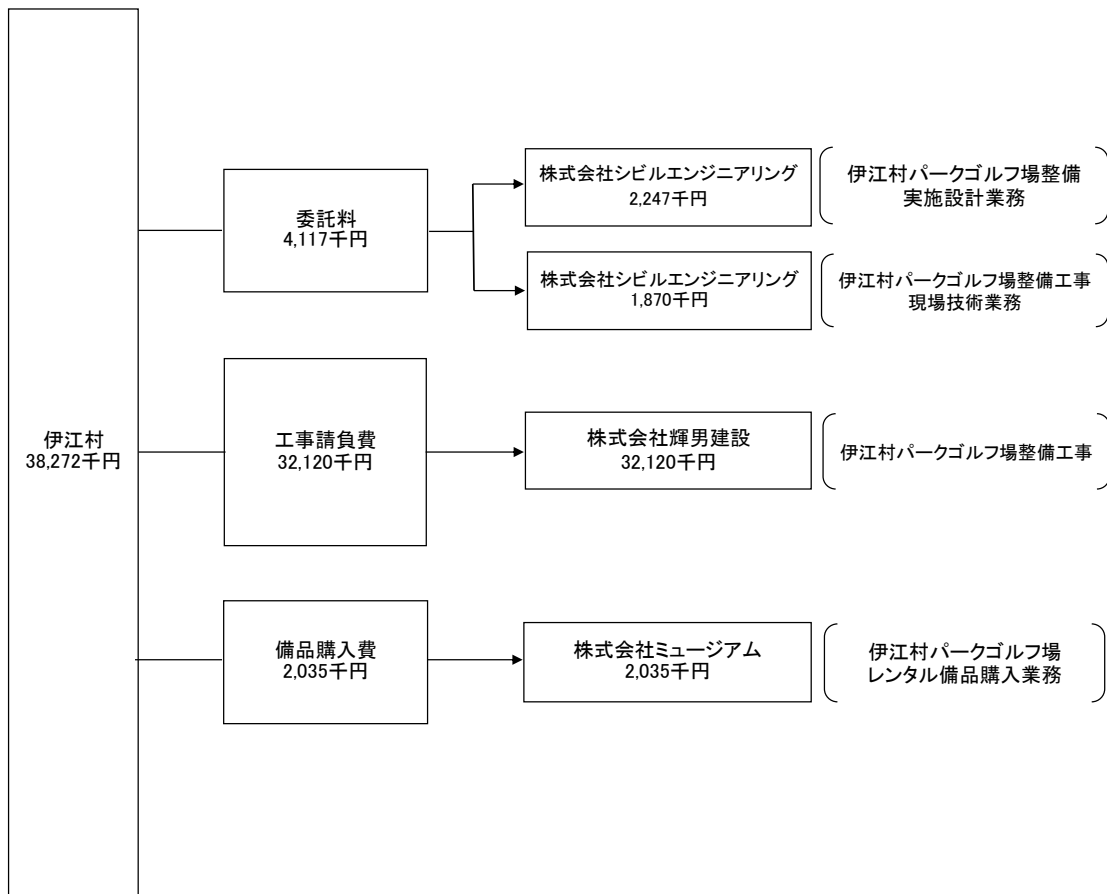 伊江村
38,272千円
委託料
4,117千円
株式会社シビルエンジニアリング
2,247千円
伊江村パークゴルフ場整備
実施設計業務
株式会社シビルエンジニアリング
1,870千円
伊江村パークゴルフ場整備工事
現場技術業務
工事請負費
32,120千円
株式会社輝男建設
32,120千円
伊江村パークゴルフ場整備工事
備品購入費
2,035千円
株式会社ミュージアム
2,035千円
伊江村パークゴルフ場
レンタル備品購入業務